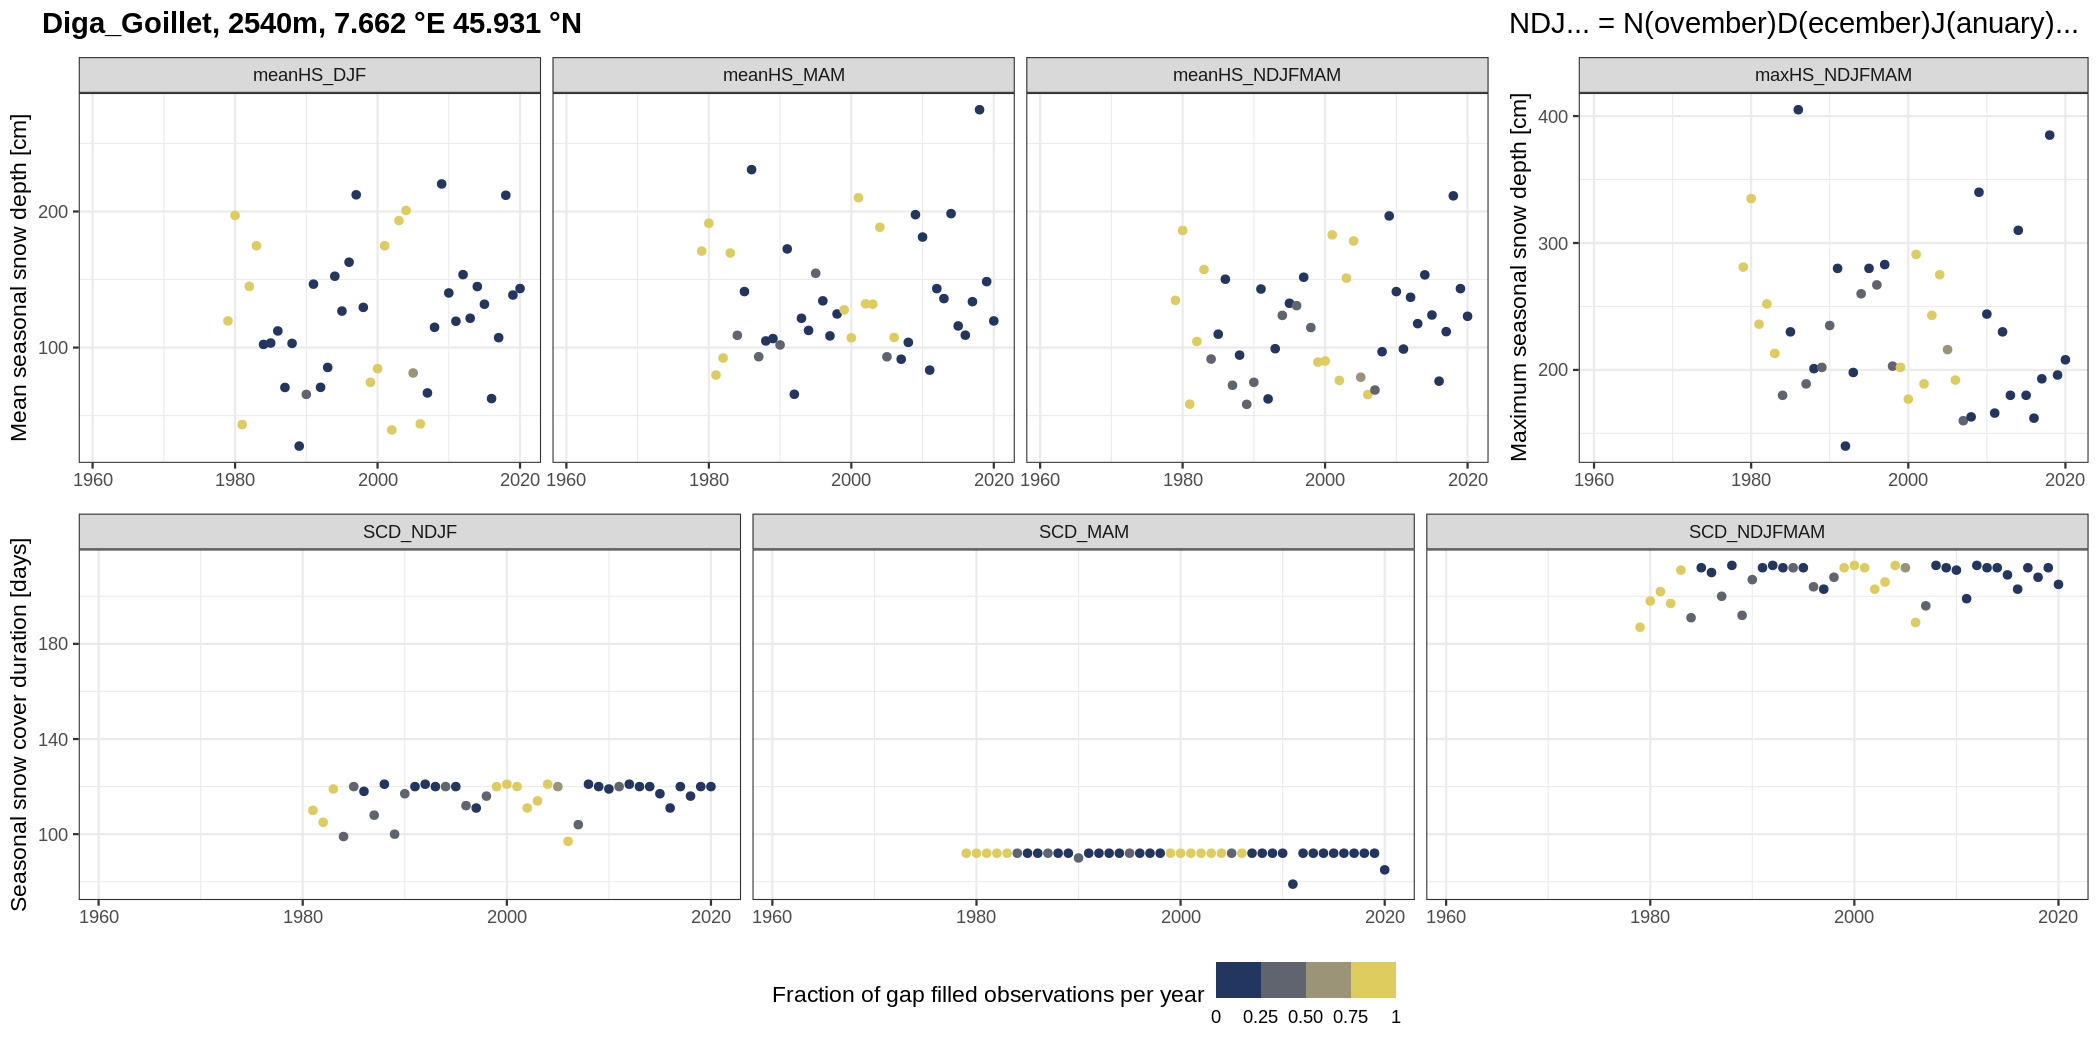 Diga_Goillet, 2540m, 7.662 °E 45.931 °N
NDJ... = N(ovember)D(ecember)J(anuary)...
meanHS_DJF
meanHS_MAM
meanHS_NDJFMAM
maxHS_NDJFMAM
Mean seasonal snow depth [cm]
200
100
1960 1980 2000 2020
1960 1980 2000 2020
1960 1980 2000 2020
Maximum seasonal snow depth [cm]
400
300
200
1960 1980 2000 2020
SCD_NDJF
SCD_MAM
SCD_NDJFMAM
Seasonal snow cover duration [days]
180
140
100
1960 1980 2000 2020
1960 1980 2000 2020
1960 1980 2000 2020
Fraction of gap filled observations per year
0 0.25 0.50 0.75 1